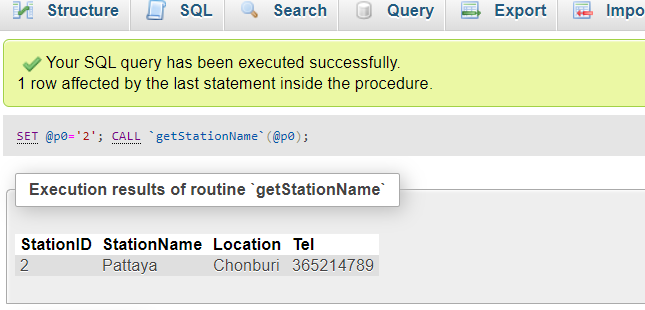 Structure SQL Search Query Export Impo
Your SQL query has been executed successfully.
1 row affected by the last statement inside the procedure.
SET @p0='2'; CALL `getStationName`(@p0);
Execution results of routine `getStationName`
StationID StationName Location Tel
2 Pattaya Chonburi 365214789